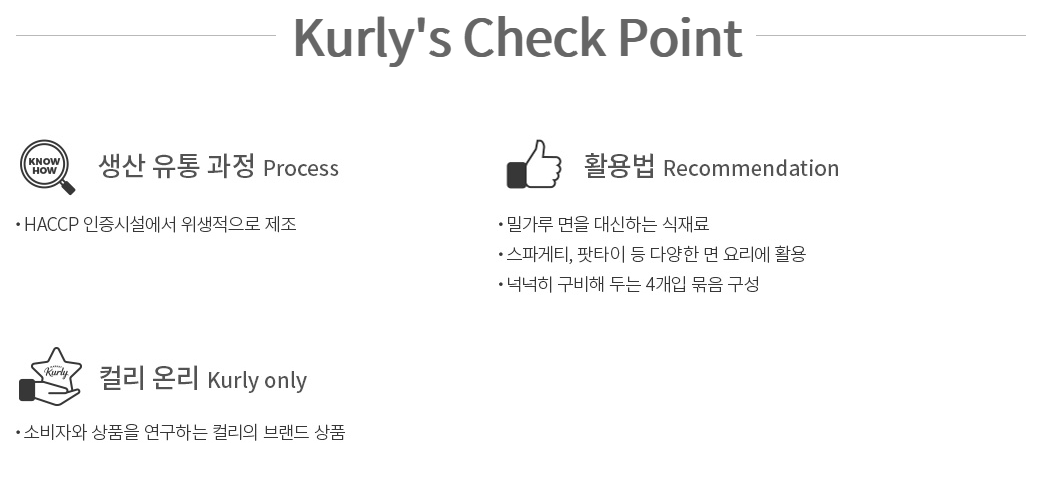 Kurly's Check Point
KNOW
HOW
생산 유통 과정 Process
• HACCP 인증시설에서 위생적으로 제조
활용법 Recommendation
• 밀가루 면을 대신하는 식재료
• 스파게티, 팟타이 등 다양한 면 요리에 활용
• 넉넉히 구비해 두는 4개입 묶음 구성
Kurly
컬리 온리 Kurly only
• 소비자와 상품을 연구하는 컬리의 브랜드 상품